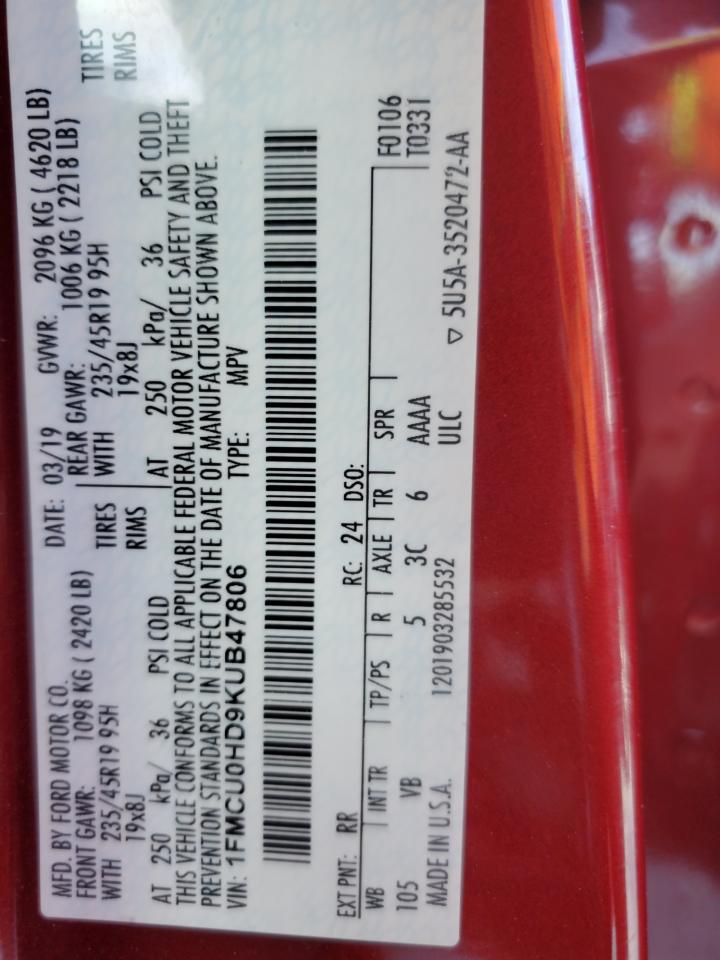 MFD. BY FORD MOTOR CO. DATE: 03/19 GVWR: 2096 KG ( 4620 LB)
FRONT GAWR: 1098 KG ( 2420 LB) REAR GAWR: 1006 KG ( 2218 LB)
WITH 235/45R19 95H TIRES WITH 235/45R19 95H TIRES
19x8J RIMS 19x8J RIMS
AT 250 kPa/ 36 PSI COLD AT 250 kPa/ 36 PSI COLD
THIS VEHICLE CONFORMS TO ALL APPLICABLE FEDERAL MOTOR VEHICLE SAFETY AND THEFT
PREVENTION STANDARDS IN EFFECT ON THE DATE OF MANUFACTURE SHOWN ABOVE.
VIN: 1FMCU0HD9KUB47806 TYPE: MPV
EXT PNT: RR RC: 24 DSO: F0106
WB INT TR TP/PS R AXLE TR SPR T0331
105 VB 5 3C 6 AAAA
MADE IN U.S.A. 1201903285532 ULC ▽ 5U5A-3520472-AA